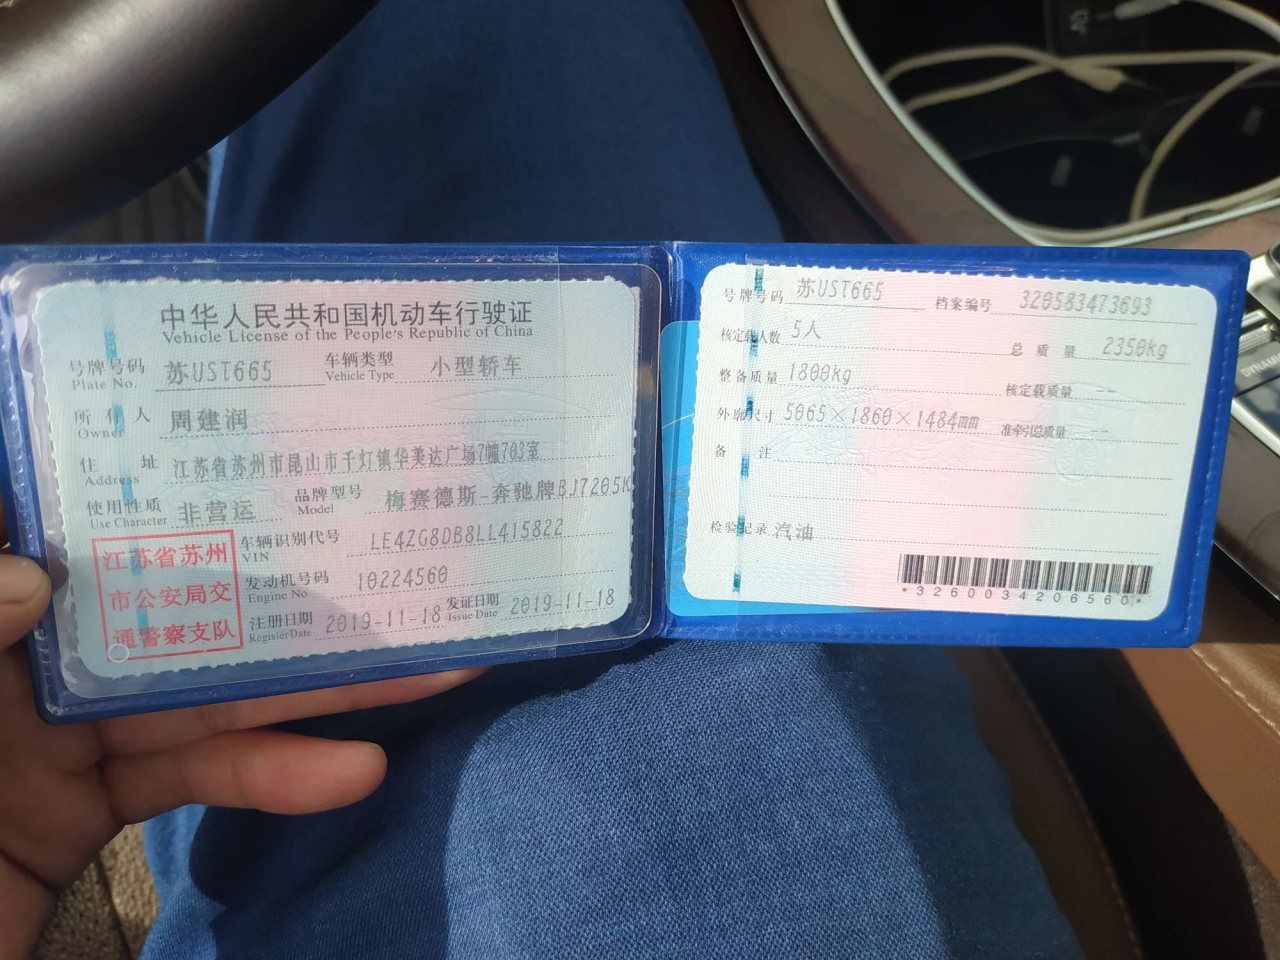 中华人民共和国机动车行驶证
Vehicle License of the People's Republic of China
号牌号码 Plate No. 苏UST665 车辆类型 Vehicle Type 小型轿车
所有人 Owner 周建润
住址 Address 江苏省苏州市昆山市千灯镇华美达广场7幢703室
使用性质 Use Character 非营运 品牌型号 Model 梅赛德斯-奔驰牌BJ7205K
江苏省苏州
市公安局交
通警察支队
车辆识别代号 VIN LE4ZG8DB8LL415822
发动机号码 Engine No. 10224560
注册日期 Register Date 2019-11-18 发证日期 Issue Date 2019-11-18
号牌号码 苏UST665 档案编号 320583473693
核定载人数 5人 总质量 2350kg
整备质量 1800kg 核定载质量 --
外廓尺寸 5065×1860×1484mm 准牵引总质量 --
备注
检验记录 汽油
*3260034206560*
DYNAMI